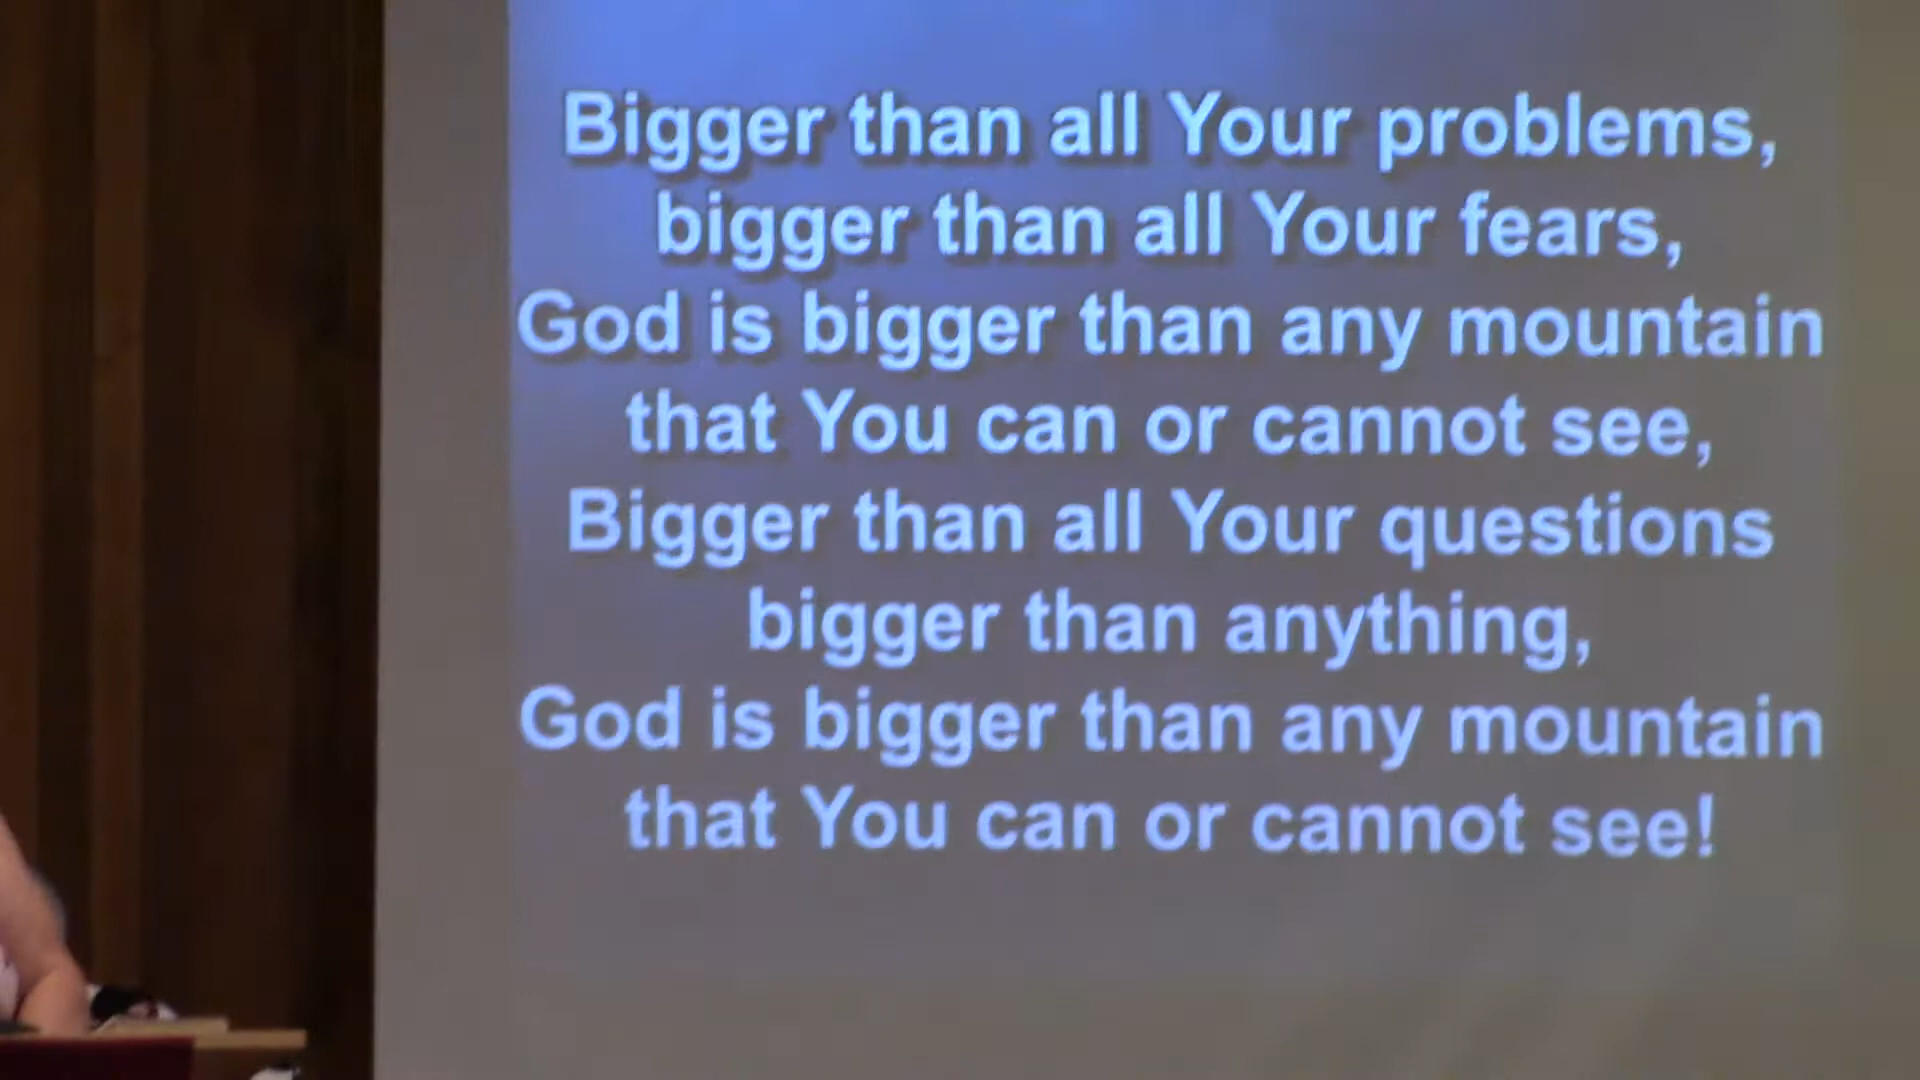 Bigger than all Your problems,
bigger than all Your fears,
God is bigger than any mountain
that You can or cannot see,
Bigger than all Your questions
bigger than anything,
God is bigger than any mountain
that You can or cannot see!